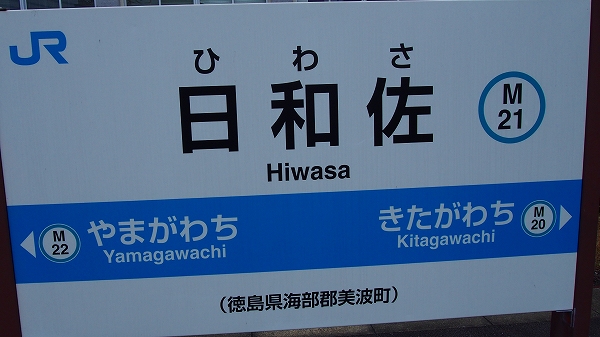 JR
ひわさ
日和佐
Hiwasa
M
21
M
22
やまがわち
Yamagawachi
きたがわち
Kitagawachi
M
20
(徳島県海部郡美波町)